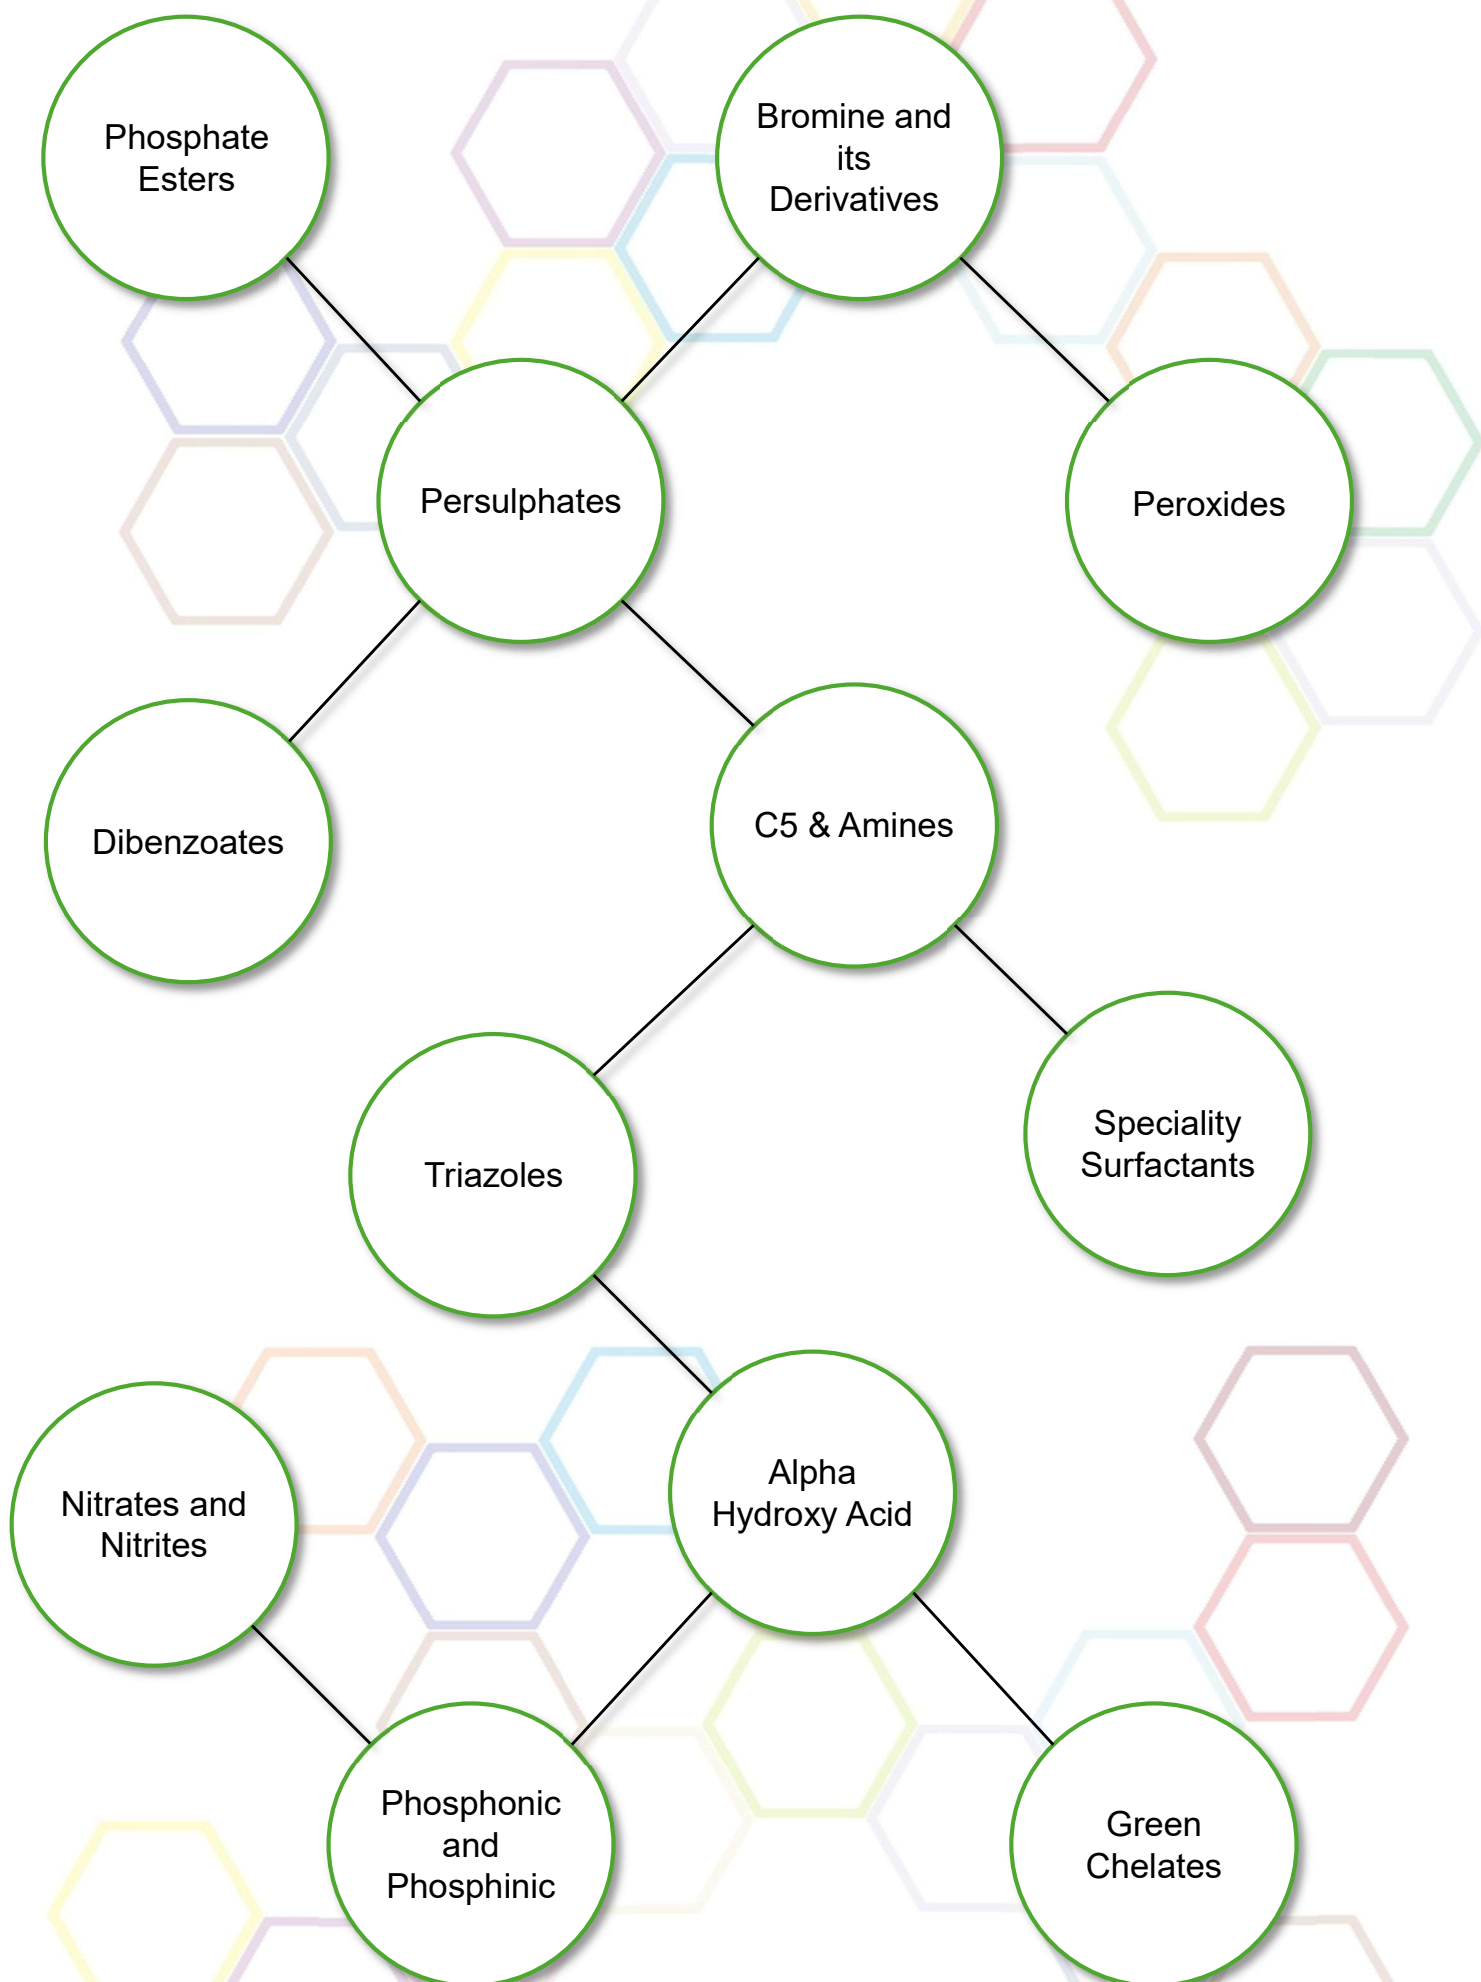 Phosphate
Esters
Bromine and
its
Derivatives
Persulphates
Peroxides
Dibenzoates
C5 & Amines
Speciality
Surfactants
Triazoles
Alpha
Hydroxy Acid
Nitrates and
Nitrites
Phosphonic
and
Phosphinic
Green
Chelates